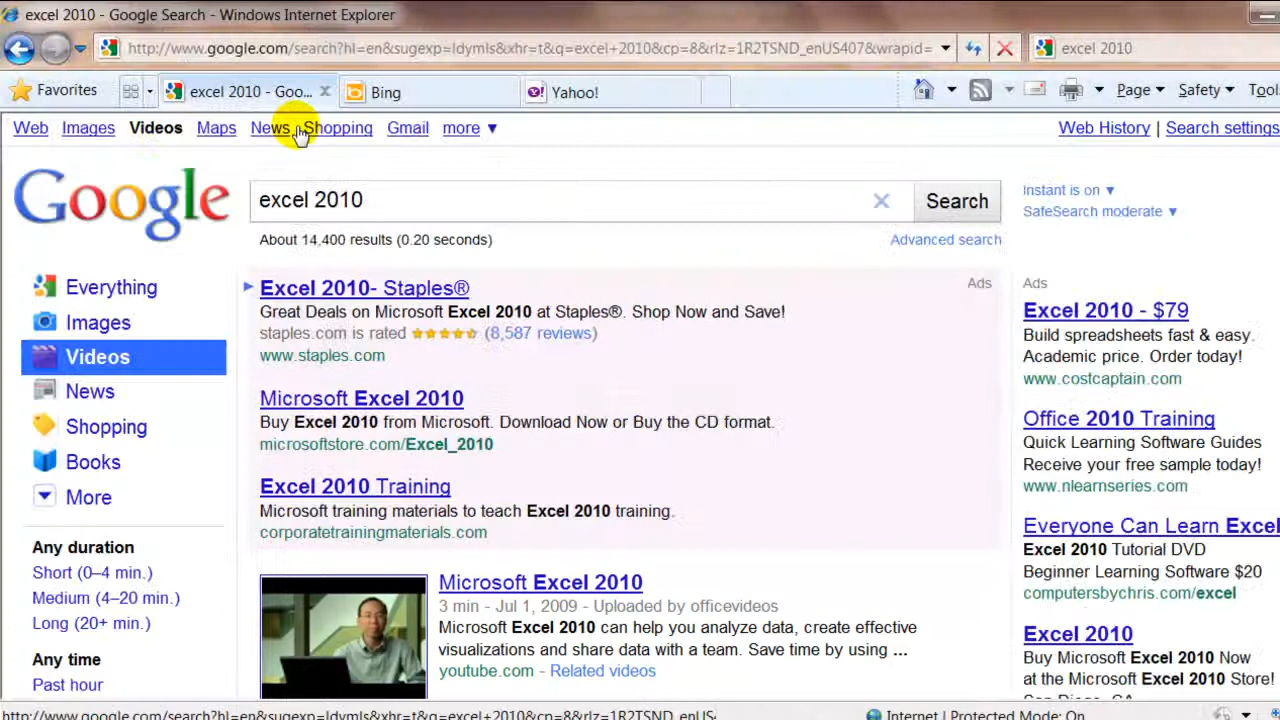 excel 2010 - Google Search - Windows Internet Explorer
http://www.google.com/search?hl=en&sugexp=ldymls&xhr=t&q=excel+2010&cp=8&rlz=1R2TSND_enUS407&wrapid=
excel 2010
Favorites
excel 2010 - Goo...
Bing
Yahoo!
Page
Safety
Tool
Web Images Videos Maps News Shopping Gmail more ▼
Web History | Search settings
Google
excel 2010
Search
Instant is on ▼
SafeSearch moderate ▼
About 14,400 results (0.20 seconds)
Advanced search
Everything
Images
Videos
News
Shopping
Books
More
Any duration
Short (0–4 min.)
Medium (4–20 min.)
Long (20+ min.)
Any time
Past hour
Ads
Excel 2010- Staples®
Great Deals on Microsoft Excel 2010 at Staples®. Shop Now and Save!
staples.com is rated (8,587 reviews)
www.staples.com
Microsoft Excel 2010
Buy Excel 2010 from Microsoft. Download Now or Buy the CD format.
microsoftstore.com/Excel_2010
Excel 2010 Training
Microsoft training materials to teach Excel 2010 training.
corporatetrainingmaterials.com
Microsoft Excel 2010
3 min - Jul 1, 2009 - Uploaded by officevideos
Microsoft Excel 2010 can help you analyze data, create effective
visualizations and share data with a team. Save time by using ...
youtube.com - Related videos
Ads
Excel 2010 - $79
Build spreadsheets fast & easy.
Academic price. Order today!
www.costcaptain.com
Office 2010 Training
Quick Learning Software Guides
Receive your free sample today!
www.nlearnseries.com
Everyone Can Learn Excel
Excel 2010 Tutorial DVD
Beginner Learning Software $20
computersbychris.com/excel
Excel 2010
Buy Microsoft Excel 2010 Now
at the Microsoft Excel 2010 Store!
San Diego, CA
http://www.google.com/search?hl=en&sugexp=ldymls&xhr=t&q=excel+2010&cp=8&rlz=1R2TSND_enUS
Internet | Protected Mode: On